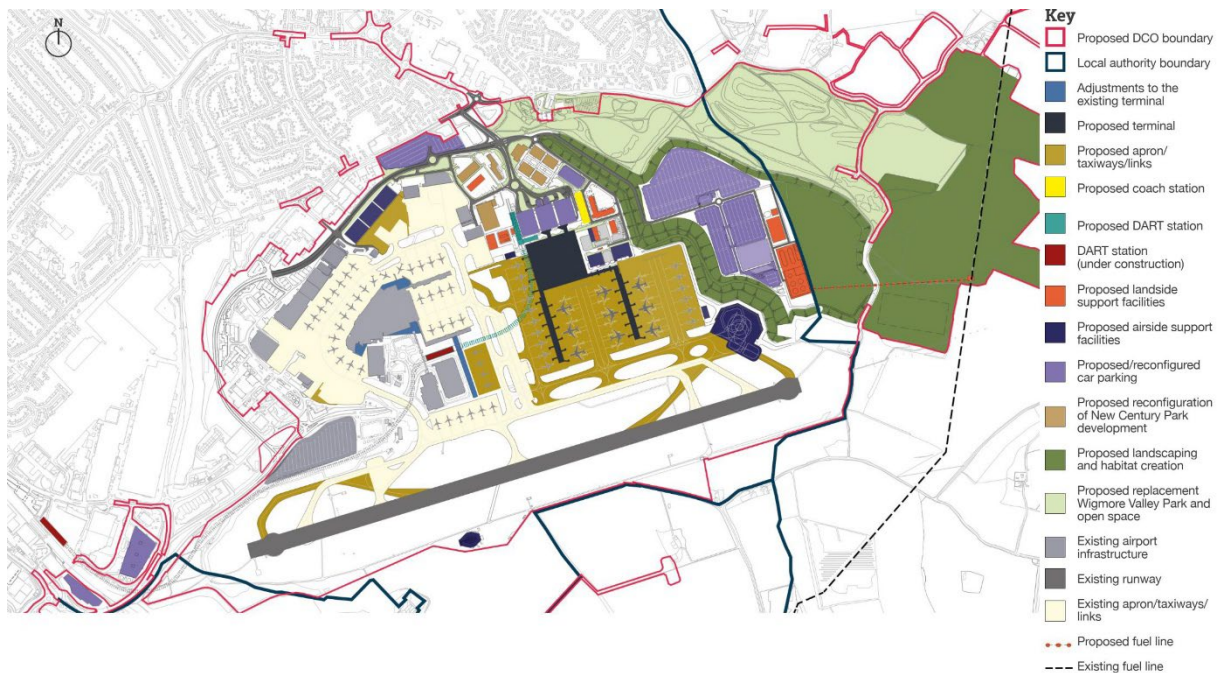 N
Key
Proposed DCO boundary
Local authority boundary
Adjustments to the
existing terminal
Proposed terminal
Proposed apron/
taxiways/links
Proposed coach station
Proposed DART station
DART station
(under construction)
Proposed landside
support facilities
Proposed airside support
facilities
Proposed/reconfigured
car parking
Proposed reconfiguration
of New Century Park
development
Proposed landscaping
and habitat creation
Proposed replacement
Wigmore Valley Park and
open space
Existing airport
infrastructure
Existing runway
Existing apron/taxiways/
links
Proposed fuel line
Existing fuel line